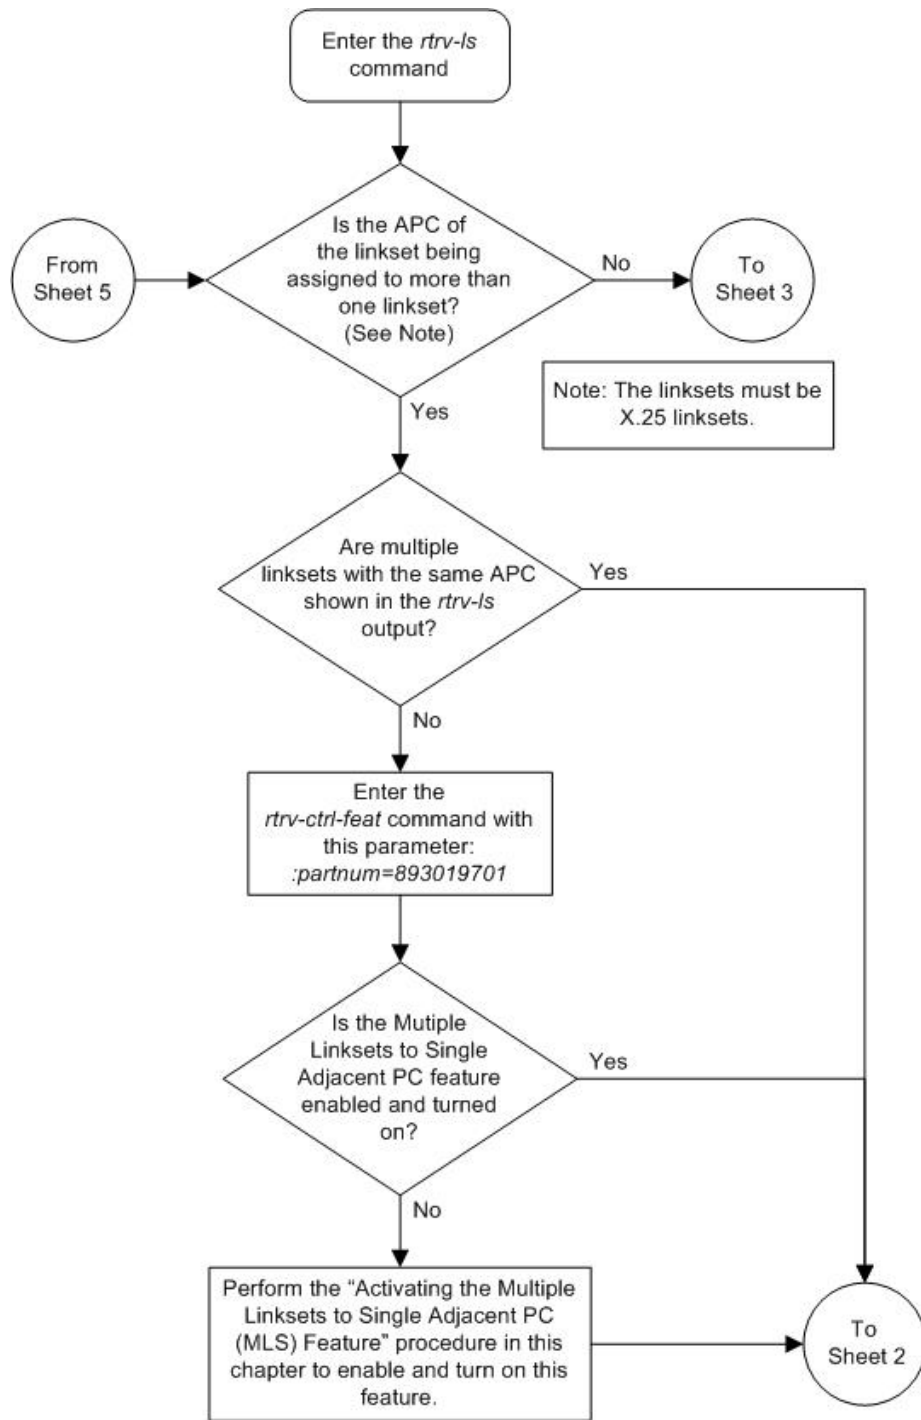 Enter the rtrv-ls
command
Is the APC of
the linkset being
assigned to more than
one linkset?
(See Note)
From
Sheet 5
No
To
Sheet 3
Note: The linksets must be
X.25 linksets.
Yes
Are multiple
linksets with the same APC
shown in the rtrv-ls
output?
Yes
No
Enter the
rtrv-ctrl-feat command with
this parameter:
:partnum=893019701
Is the Mutiple
Linksets to Single
Adjacent PC feature
enabled and turned
on?
Yes
No
Perform the “Activating the Multiple
Linksets to Single Adjacent PC
(MLS) Feature" procedure in this
chapter to enable and turn on this
feature.
To
Sheet 2